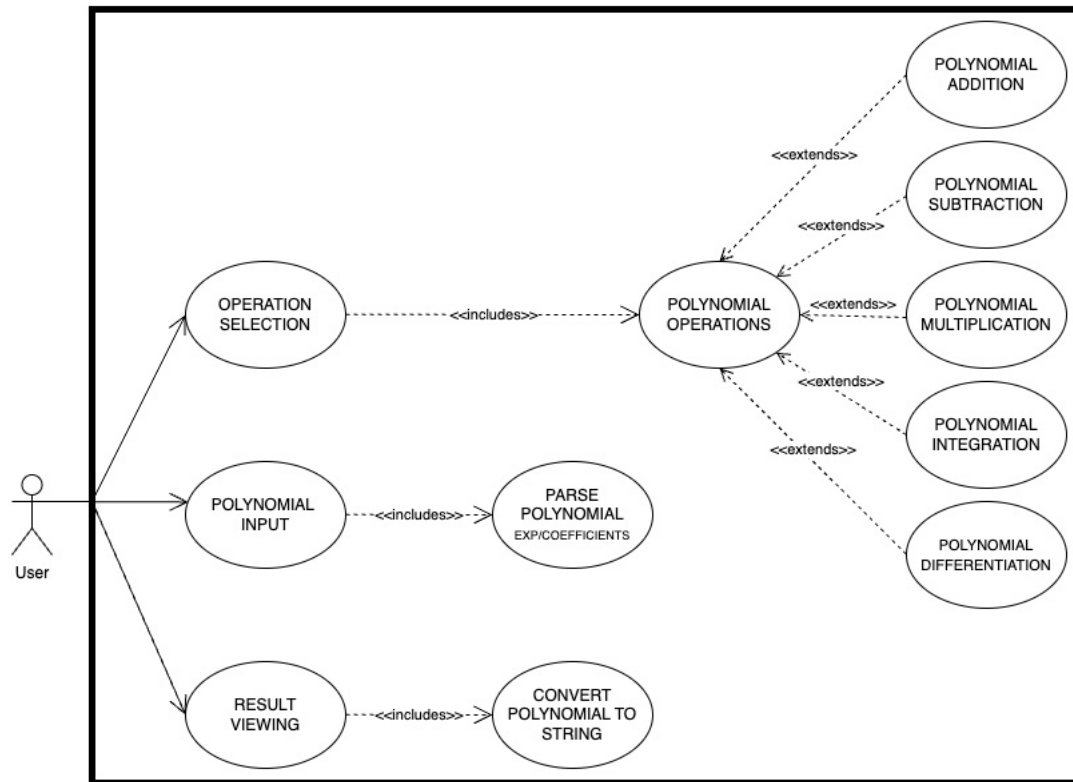 POLYNOMIAL
ADDITION
<<extends>>
POLYNOMIAL
SUBTRACTION
<<extends>>
OPERATION
SELECTION
<<includes>>
POLYNOMIAL
OPERATIONS
<<extends>>
POLYNOMIAL
MULTIPLICATION
<<extends>>
POLYNOMIAL
INTEGRATION
<<extends>>
POLYNOMIAL
DIFFERENTIATION
User
POLYNOMIAL
INPUT
<<includes>>
PARSE
POLYNOMIAL
EXP/COEFFICIENTS
RESULT
VIEWING
<<includes>>
CONVERT
POLYNOMIAL TO
STRING